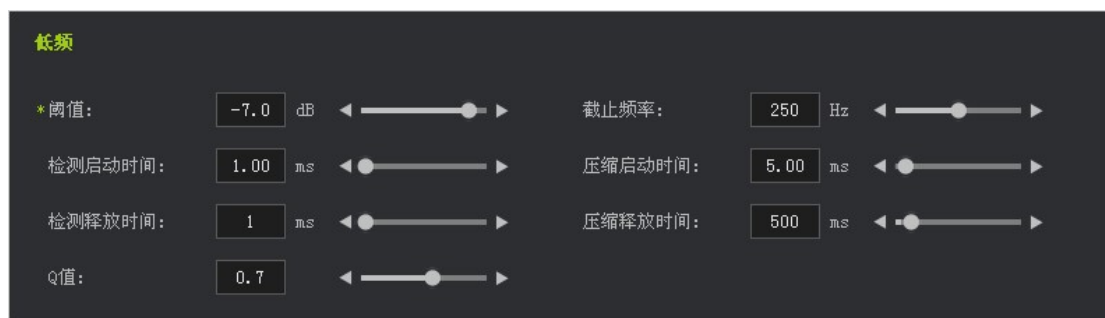 低频
*阈值: -7.0 dB 截止频率: 250 Hz
检测启动时间: 1.00 ms 压缩启动时间: 5.00 ms
检测释放时间: 1 ms 压缩释放时间: 500 ms
Q值: 0.7